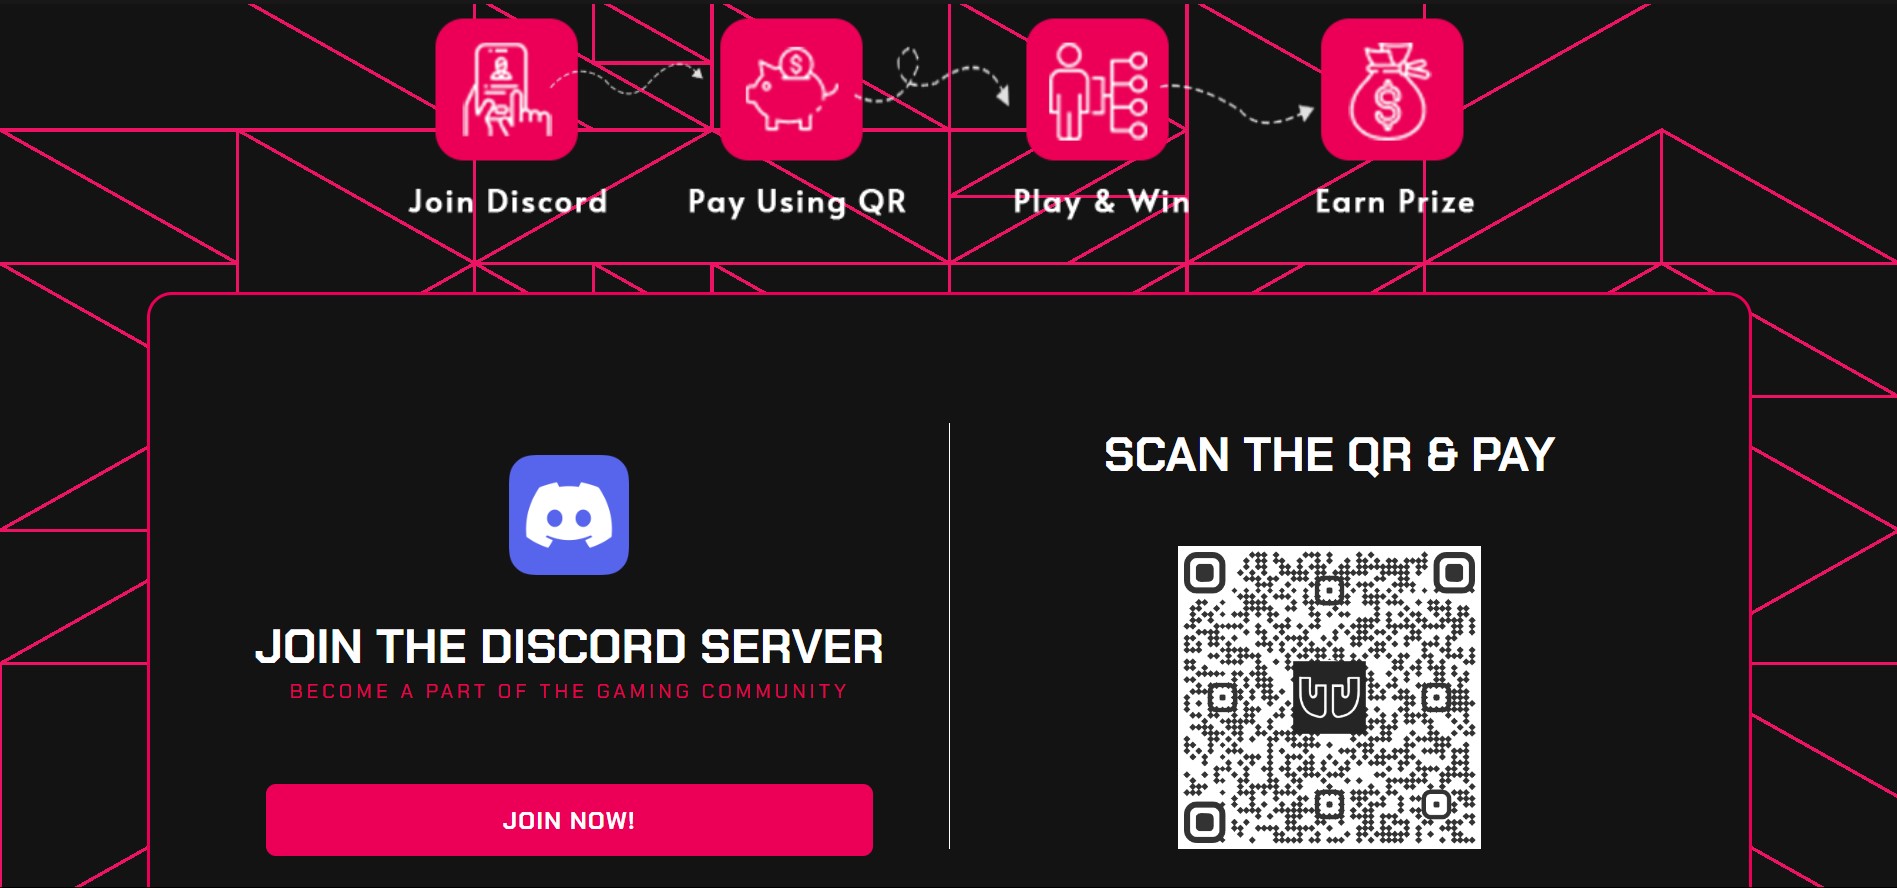 Join Discord
Pay Using QR
Play & Win
Earn Prize
JOIN THE DISCORD SERVER
BECOME A PART OF THE GAMING COMMUNITY
JOIN NOW!
SCAN THE QR & PAY